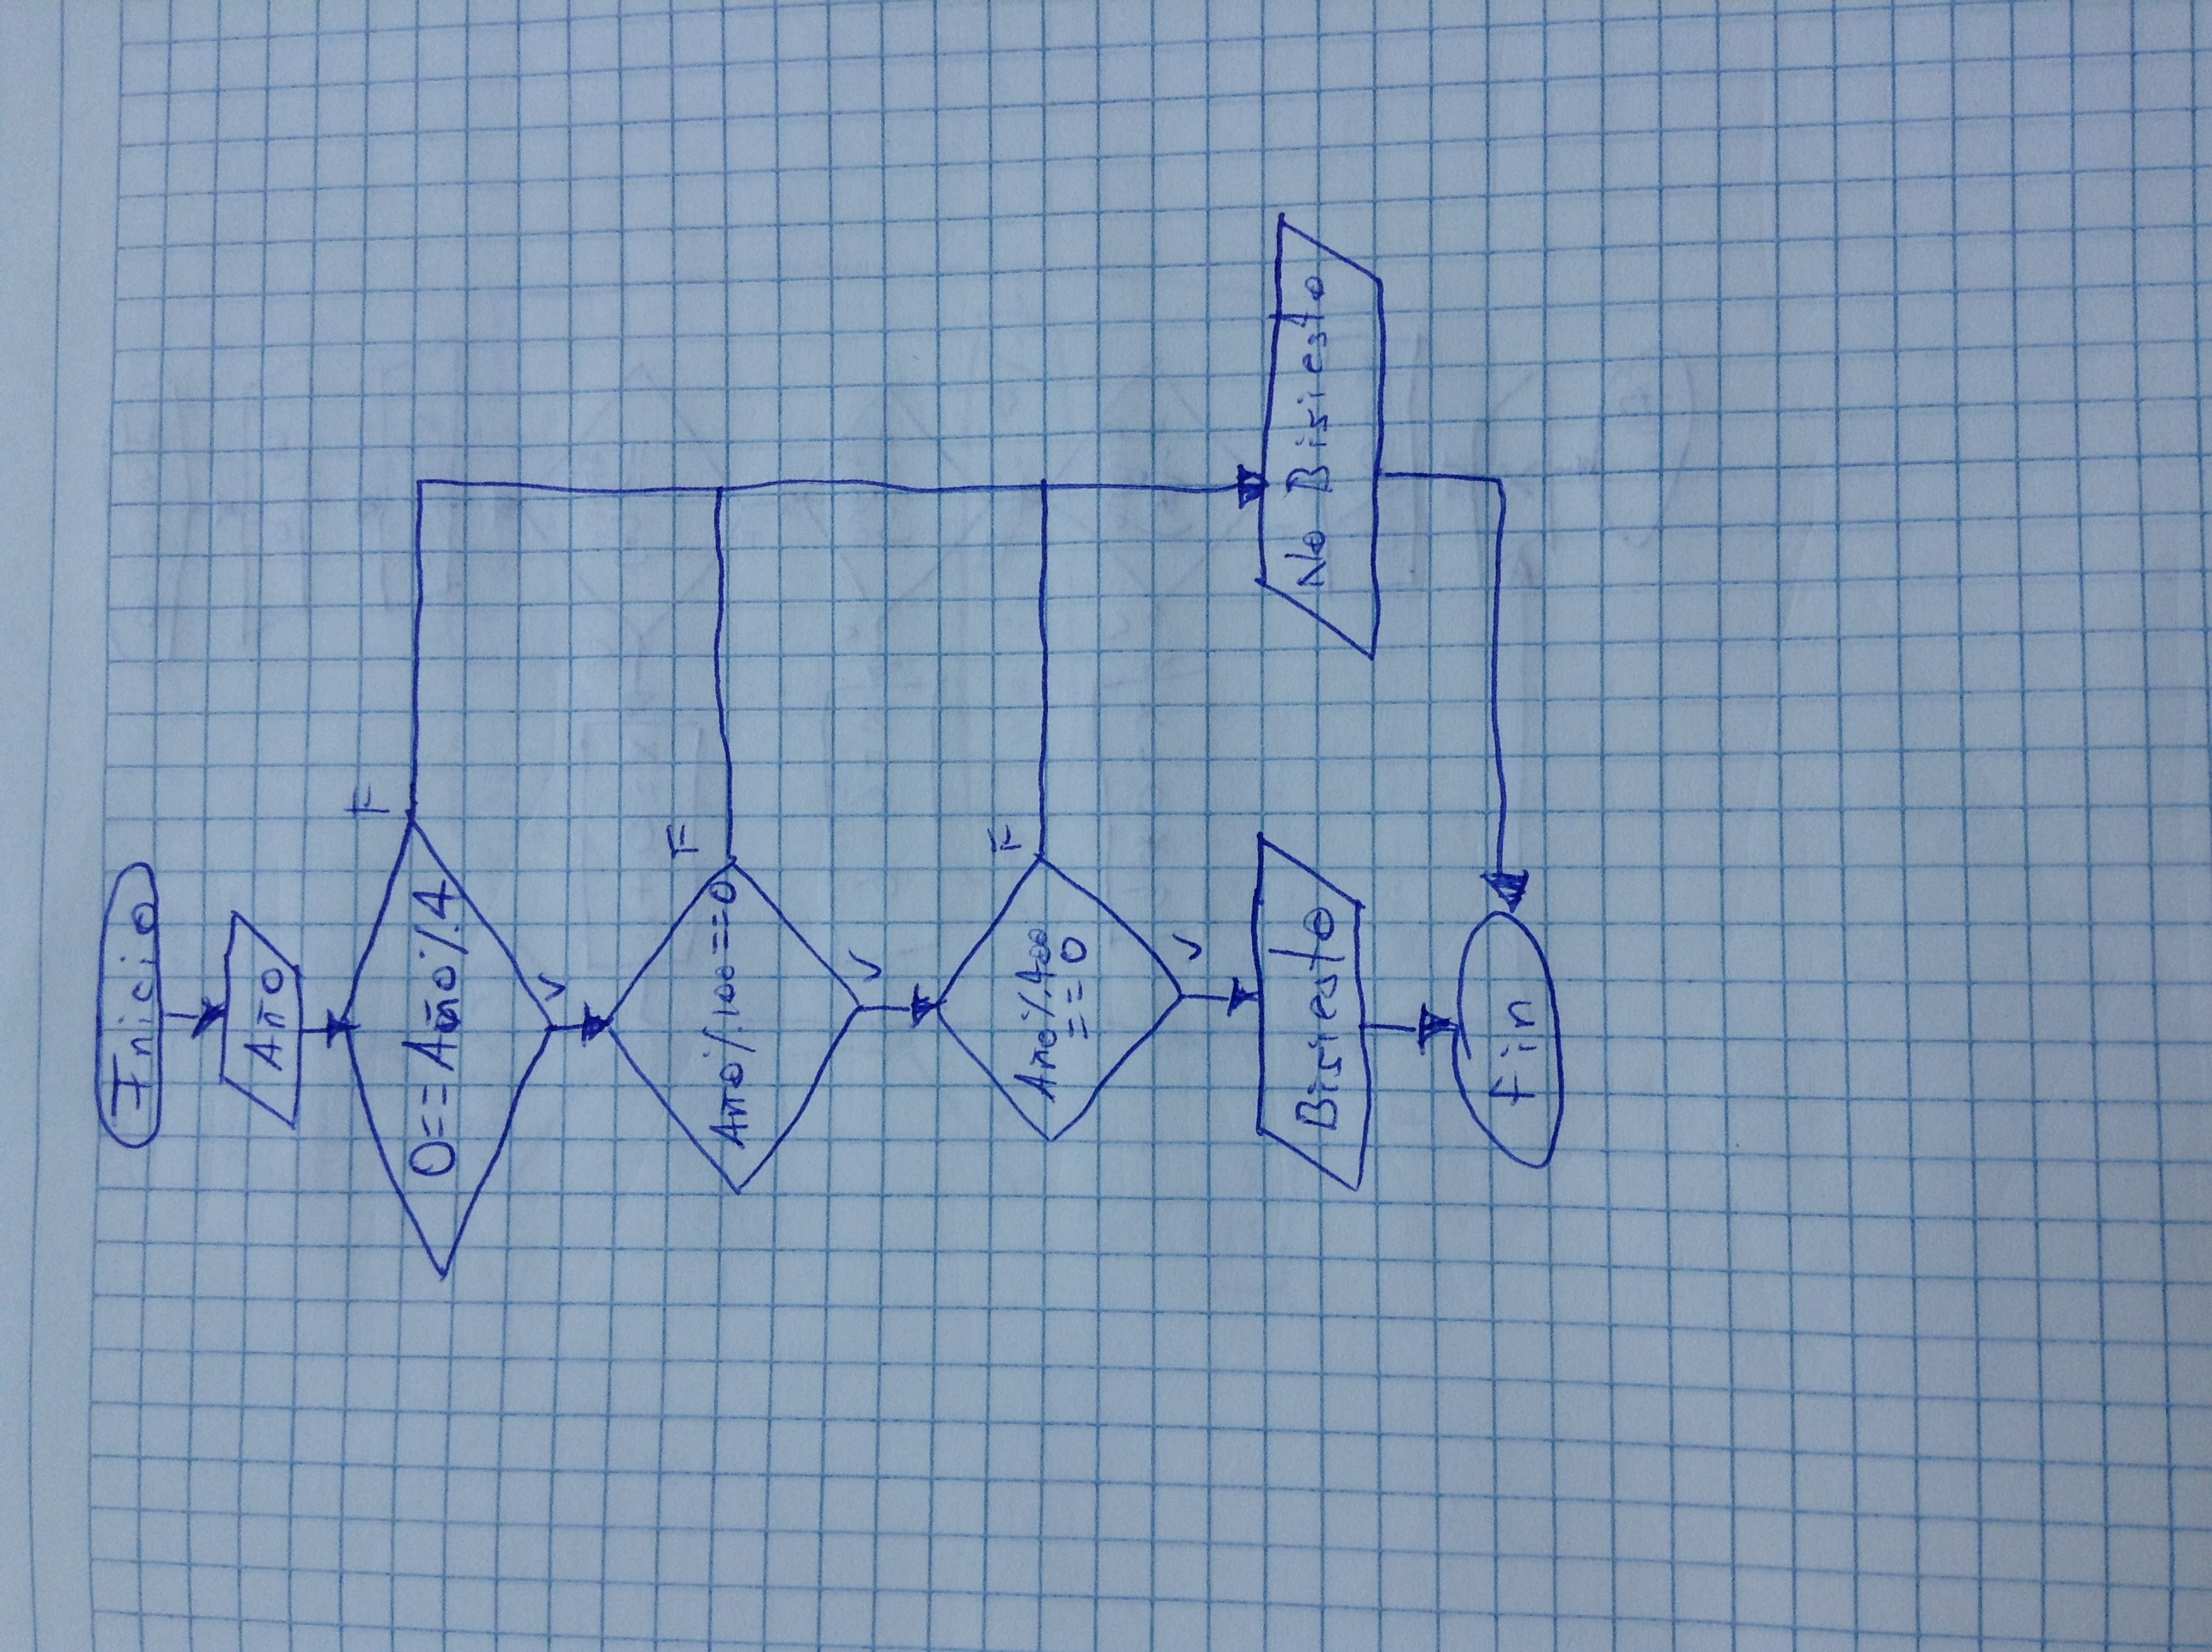 Inicio
Año
0==Año%4
F
V
Año%100==0
F
V
Año%400
==0
F
V
Bisiesto
No Bisiesto
Fin